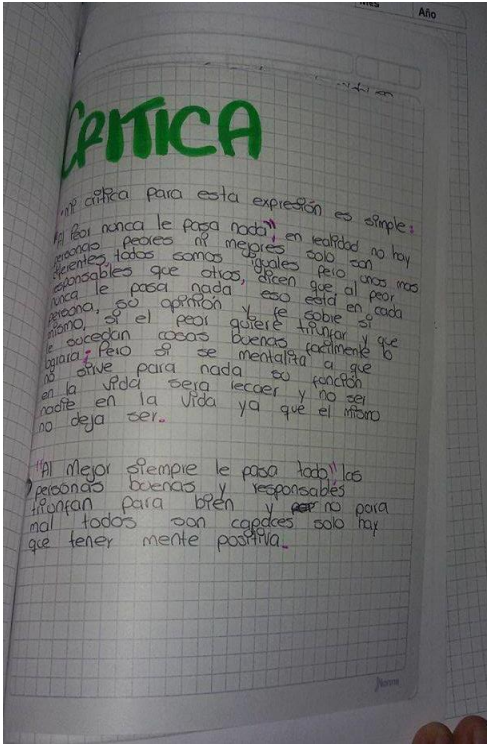 Año
CRITICA
mi critica para esta expresión es simple:
"Al Peor nunca le pasa nada", en realidad no hay
personas peores ni mejores solo son
diferentes, todos somos iguales pero unos mas
responsables que otros, dicen que al peor
nunca le pasa nada eso está en cada
persona, su opinión y fe sobre si
mismo, si el peor quiere triunfar y que
le sucedan cosas buenas facilmente lo
lograra; Pero si se mentaliza a que
no sirve para nada su función
en la vida sera lecaer y no ser
nadie en la vida ya que el mismo
no deja ser.
"Al Mejor siempre le pasa todo" las
personas buenas y responsables
triunfan para bien y no para
mal todos son capaces solo hay
que tener mente positiva.